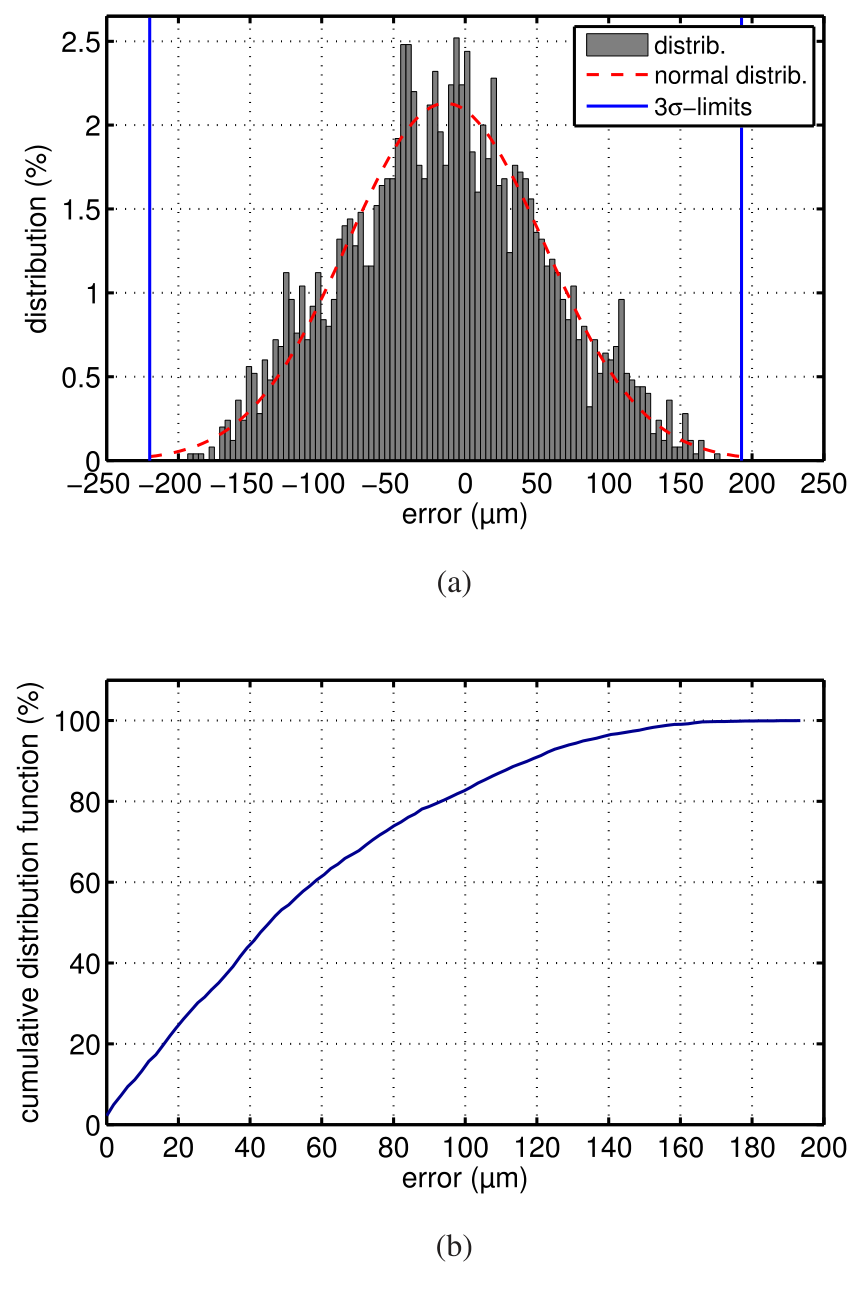 2.5
2
1.5
1
0.5
0
distribution (%)
distrib.
normal distrib.
3σ−limits
−250 −200 −150 −100 −50 0 50 100 150 200 250
error (µm)
(a)
100
80
60
40
20
0
cumulative distribution function (%)
0 20 40 60 80 100 120 140 160 180 200
error (µm)
(b)